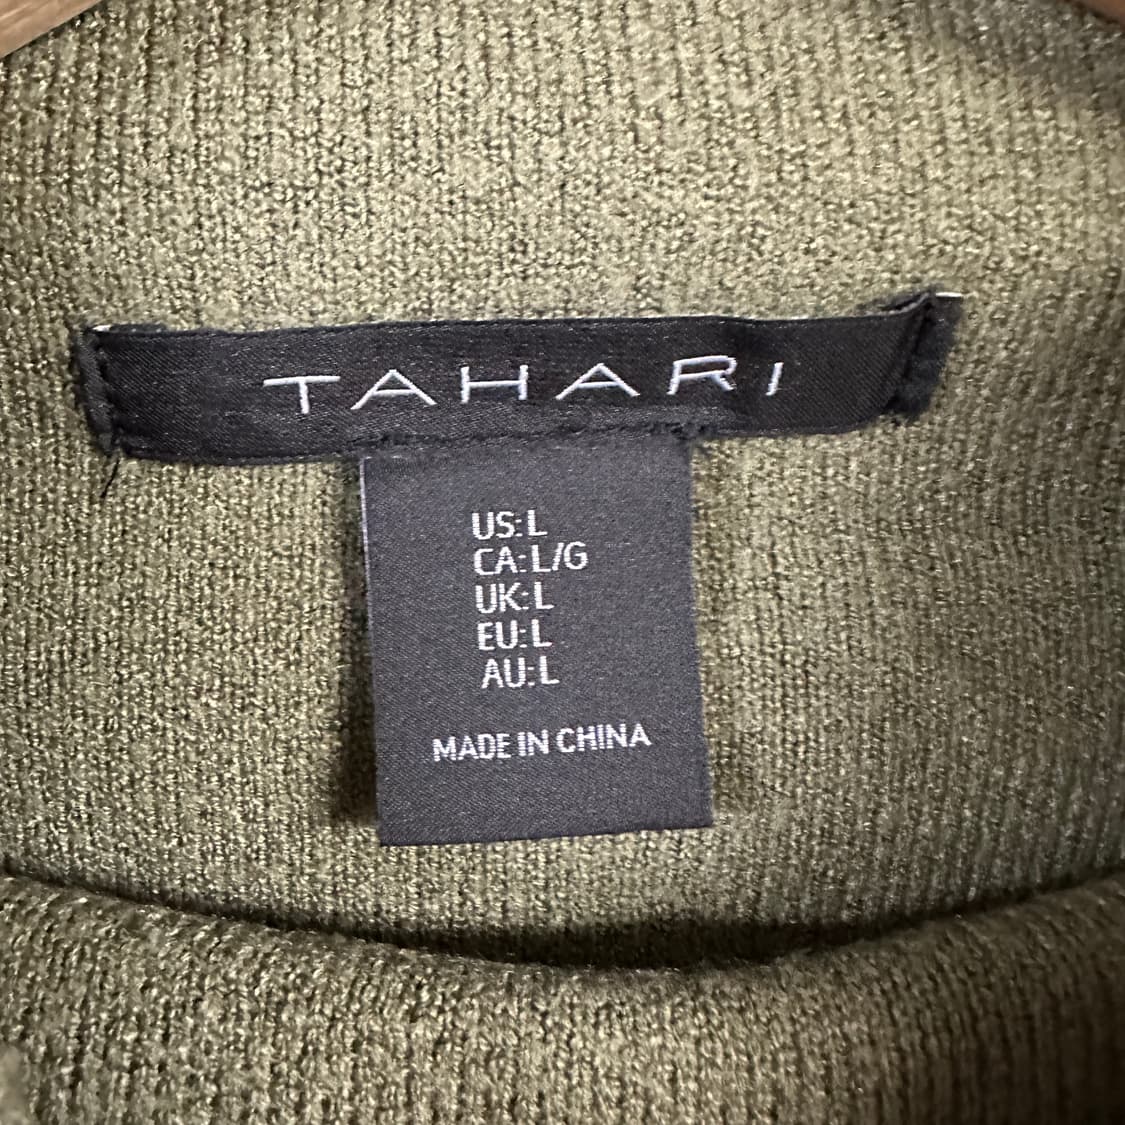 TAHARI
US: L
CA: L/G
UK: L
EU: L
AU: L
MADE IN CHINA